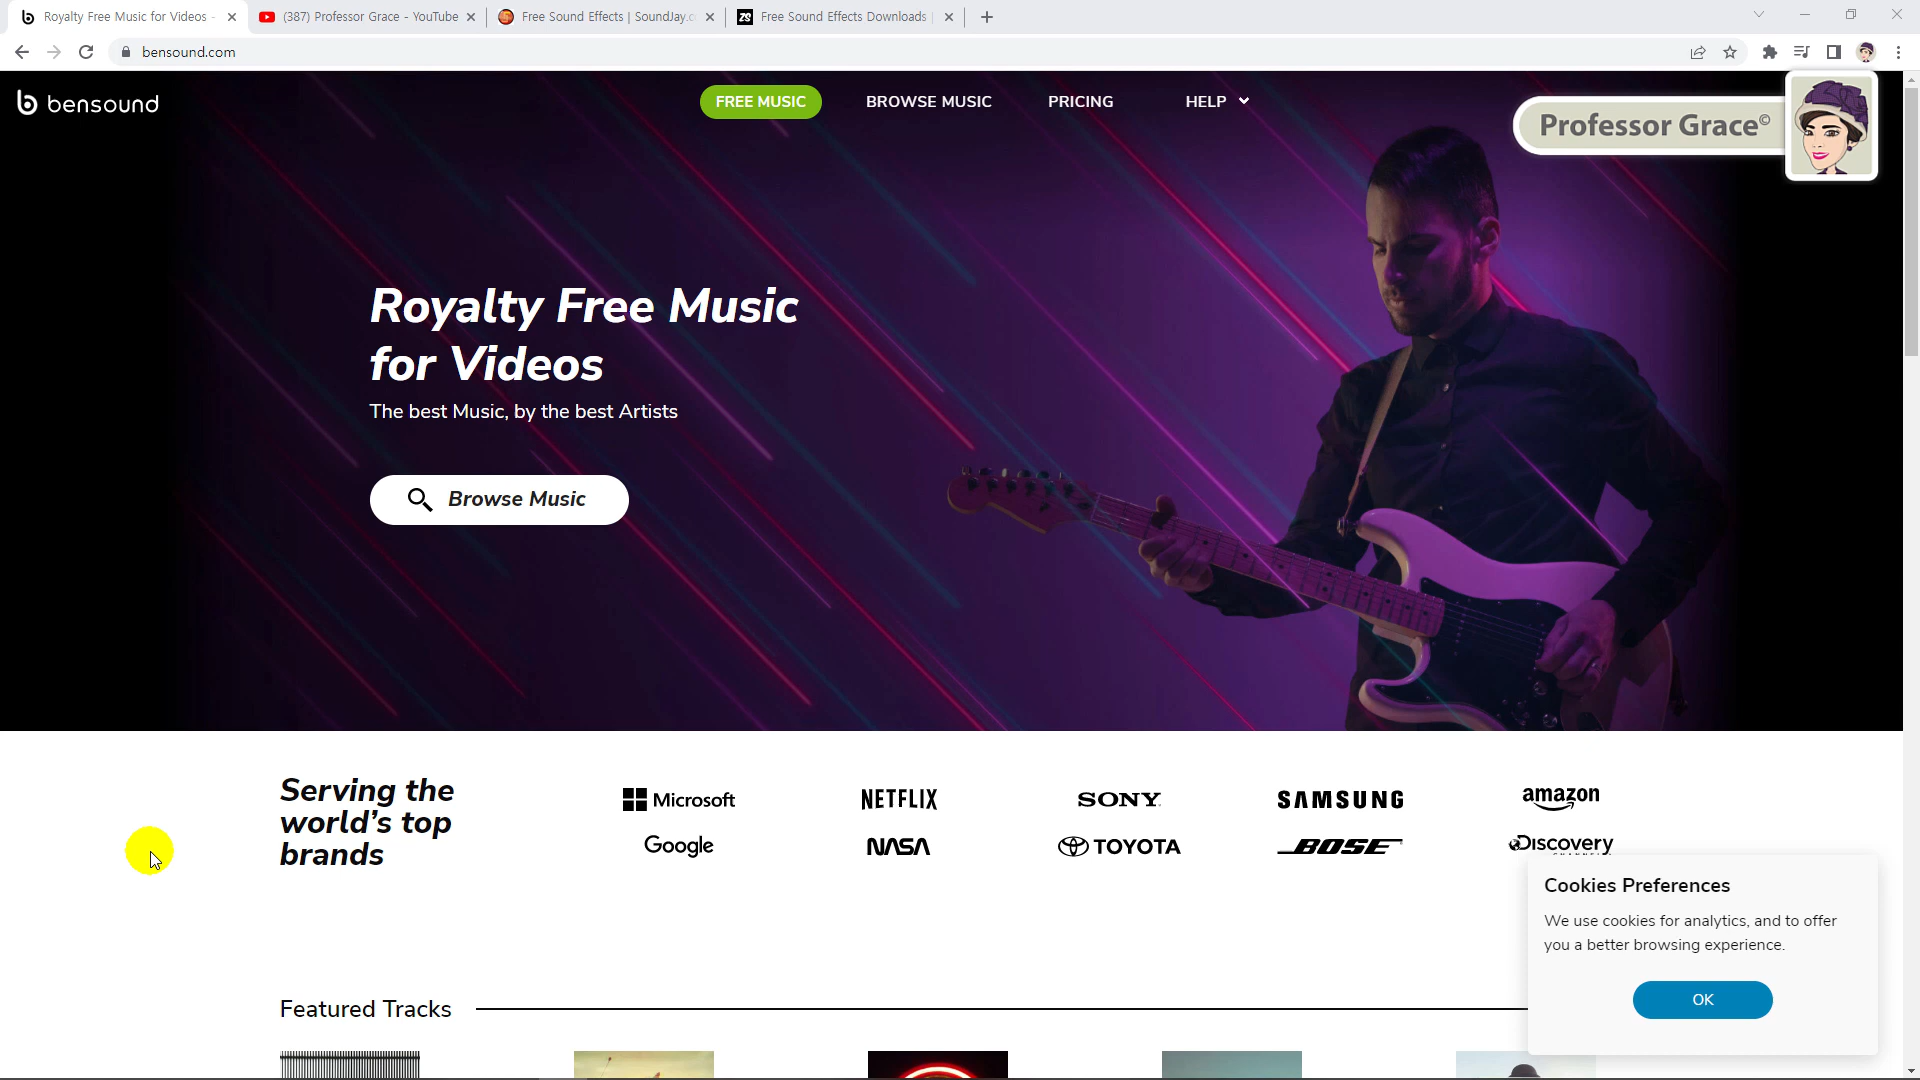 Royalty Free Music for Videos -
(387) Professor Grace - YouTube
Free Sound Effects | SoundJay.c
Free Sound Effects Downloads |
bensound.com
bensound
FREE MUSIC
BROWSE MUSIC
PRICING
HELP
Professor Grace©
Royalty Free Music
for Videos
The best Music, by the best Artists
Browse Music
Serving the
world's top
brands
Microsoft
NETFLIX
SONY
SAMSUNG
amazon
Google
NASA
TOYOTA
BOSE
Discovery
Cookies Preferences
We use cookies for analytics, and to offer
you a better browsing experience.
OK
Featured Tracks